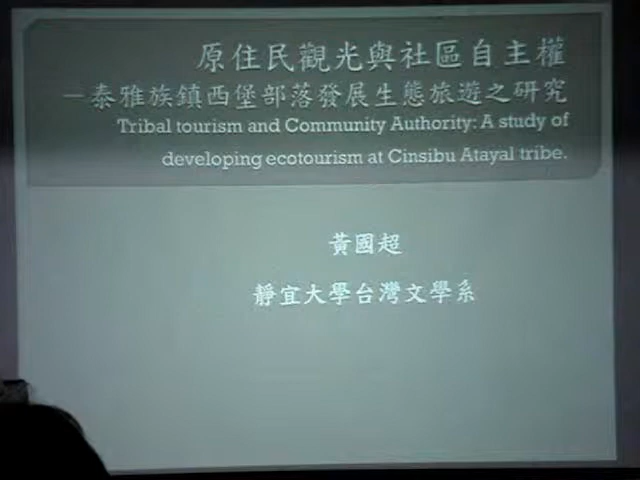 原住民觀光與社區自主權
－泰雅族鎮西堡部落發展生態旅遊之研究
Tribal tourism and Community Authority: A study of
developing ecotourism at Cinsibu Atayal tribe.
黃國超
靜宜大學台灣文學系